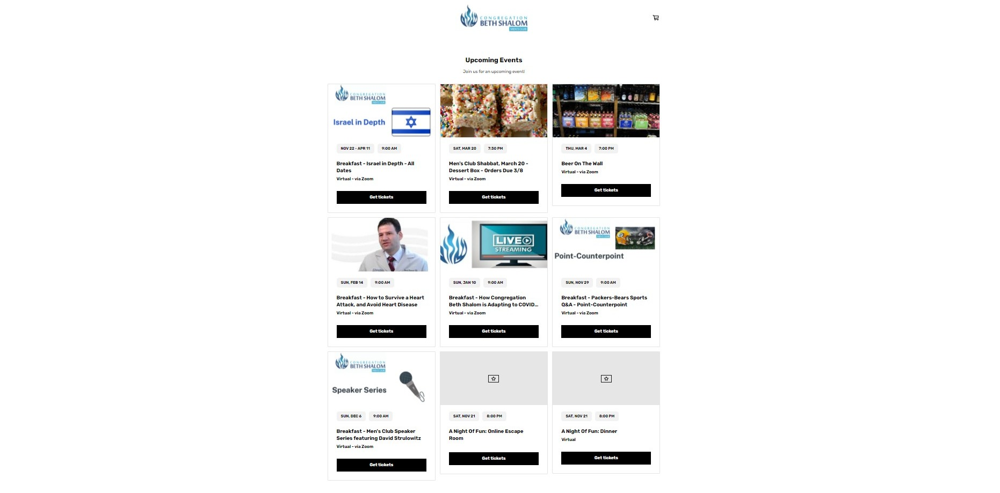 CONGREGATION
BETH SHALOM
MEN'S CLUB
Upcoming Events
Join us for an upcoming event!
CONGREGATION
BETH SHALOM
MEN'S CLUB
Israel in Depth
NOV 22 - APR 11
9:00 AM
Breakfast - Israel in Depth - All
Dates
Virtual - via Zoom
Get tickets
SAT, MAR 20
7:30 PM
Men's Club Shabbat, March 20 -
Dessert Box - Orders Due 3/8
Virtual - via Zoom
Get tickets
THU, MAR 4
7:00 PM
Beer On The Wall
Virtual - via Zoom
Get tickets
SUN, FEB 14
9:00 AM
Breakfast - How to Survive a Heart
Attack, and Avoid Heart Disease
Virtual - via Zoom
Get tickets
LIVE
STREAMING
SUN, JAN 10
9:00 AM
Breakfast - How Congregation
Beth Shalom is Adapting to COVID...
Virtual - via Zoom
Get tickets
CONGREGATION
BETH SHALOM
MEN'S CLUB
Point-Counterpoint
SUN, NOV 29
9:00 AM
Breakfast - Packers-Bears Sports
Q&A - Point-Counterpoint
Virtual - via Zoom
Get tickets
CONGREGATION
BETH SHALOM
MEN'S CLUB
Speaker Series
SUN, DEC 6
9:00 AM
Breakfast - Men's Club Speaker
Series featuring David Strulowitz
Virtual - via Zoom
Get tickets
SAT, NOV 21
8:00 PM
A Night Of Fun: Online Escape
Room
Get tickets
SAT, NOV 21
8:00 PM
A Night Of Fun: Dinner
Virtual
Get tickets